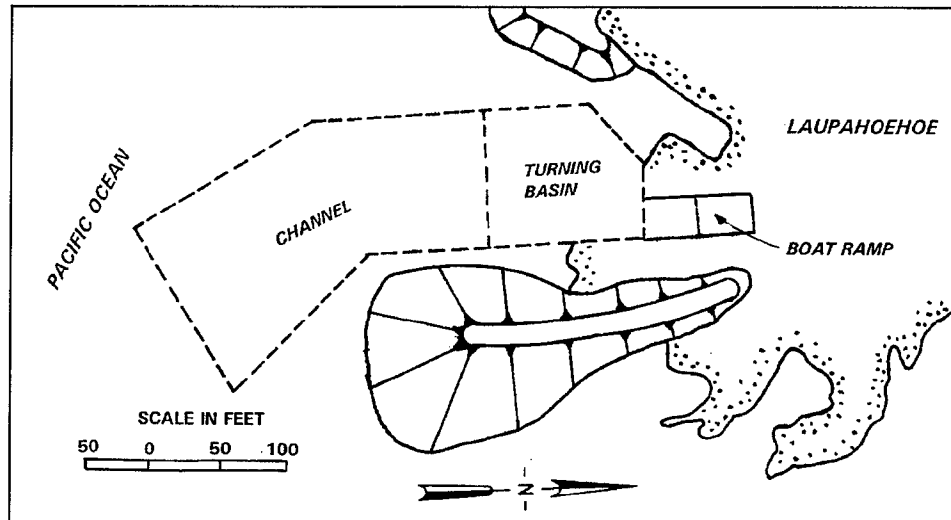 LAUPAHOEHOE
TURNING
BASIN
PACIFIC OCEAN
CHANNEL
BOAT RAMP
SCALE IN FEET
50 0 50 100
N